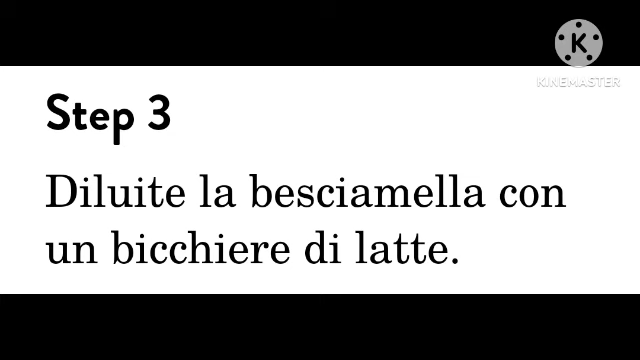 KINEMASTER
Step 3
Diluite la besciamella con
un bicchiere di latte.